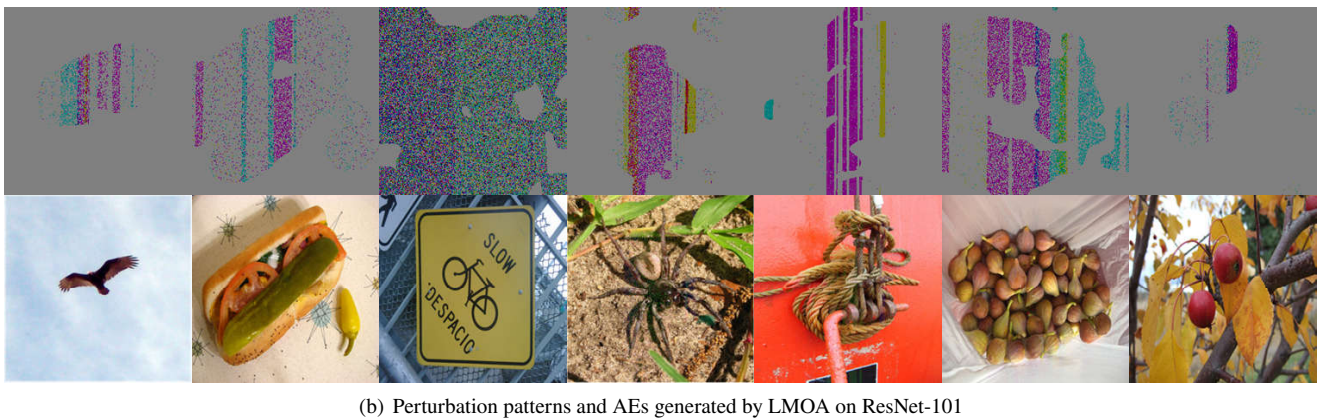 SLOW
DESPACIO
(b) Perturbation patterns and AEs generated by LMOA on ResNet-101